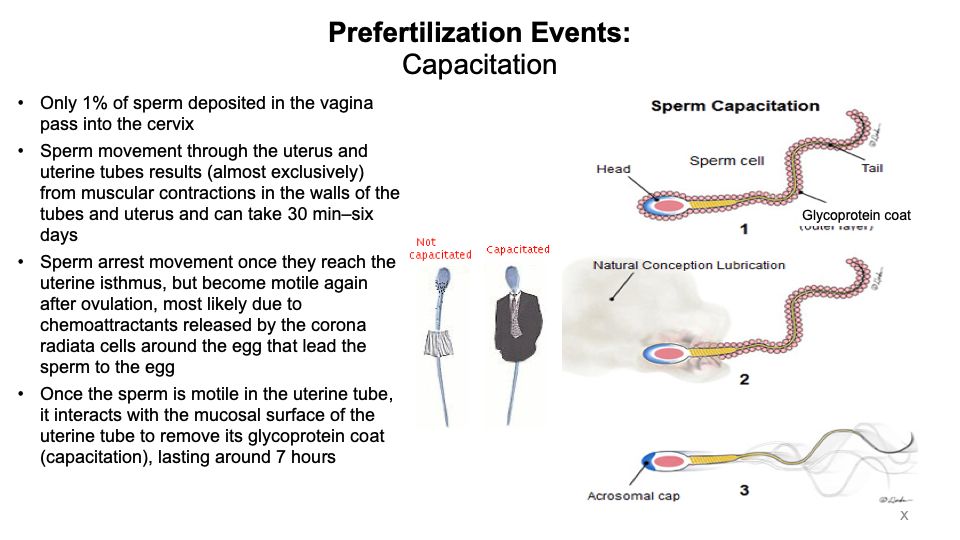 Prefertilization Events:
Capacitation
• Only 1% of sperm deposited in the vagina
pass into the cervix
• Sperm movement through the uterus and
uterine tubes results (almost exclusively)
from muscular contractions in the walls of the
tubes and uterus and can take 30 min–six
days
• Sperm arrest movement once they reach the
uterine isthmus, but become motile again
after ovulation, most likely due to
chemoattractants released by the corona
radiata cells around the egg that lead the
sperm to the egg
• Once the sperm is motile in the uterine tube,
it interacts with the mucosal surface of the
uterine tube to remove its glycoprotein coat
(capacitation), lasting around 7 hours
Not
capacitated
Capacitated
Sperm Capacitation
Head
Sperm cell
Tail
Glycoprotein coat
(outer layer)
1
Natural Conception Lubrication
2
Acrosomal cap
3
X